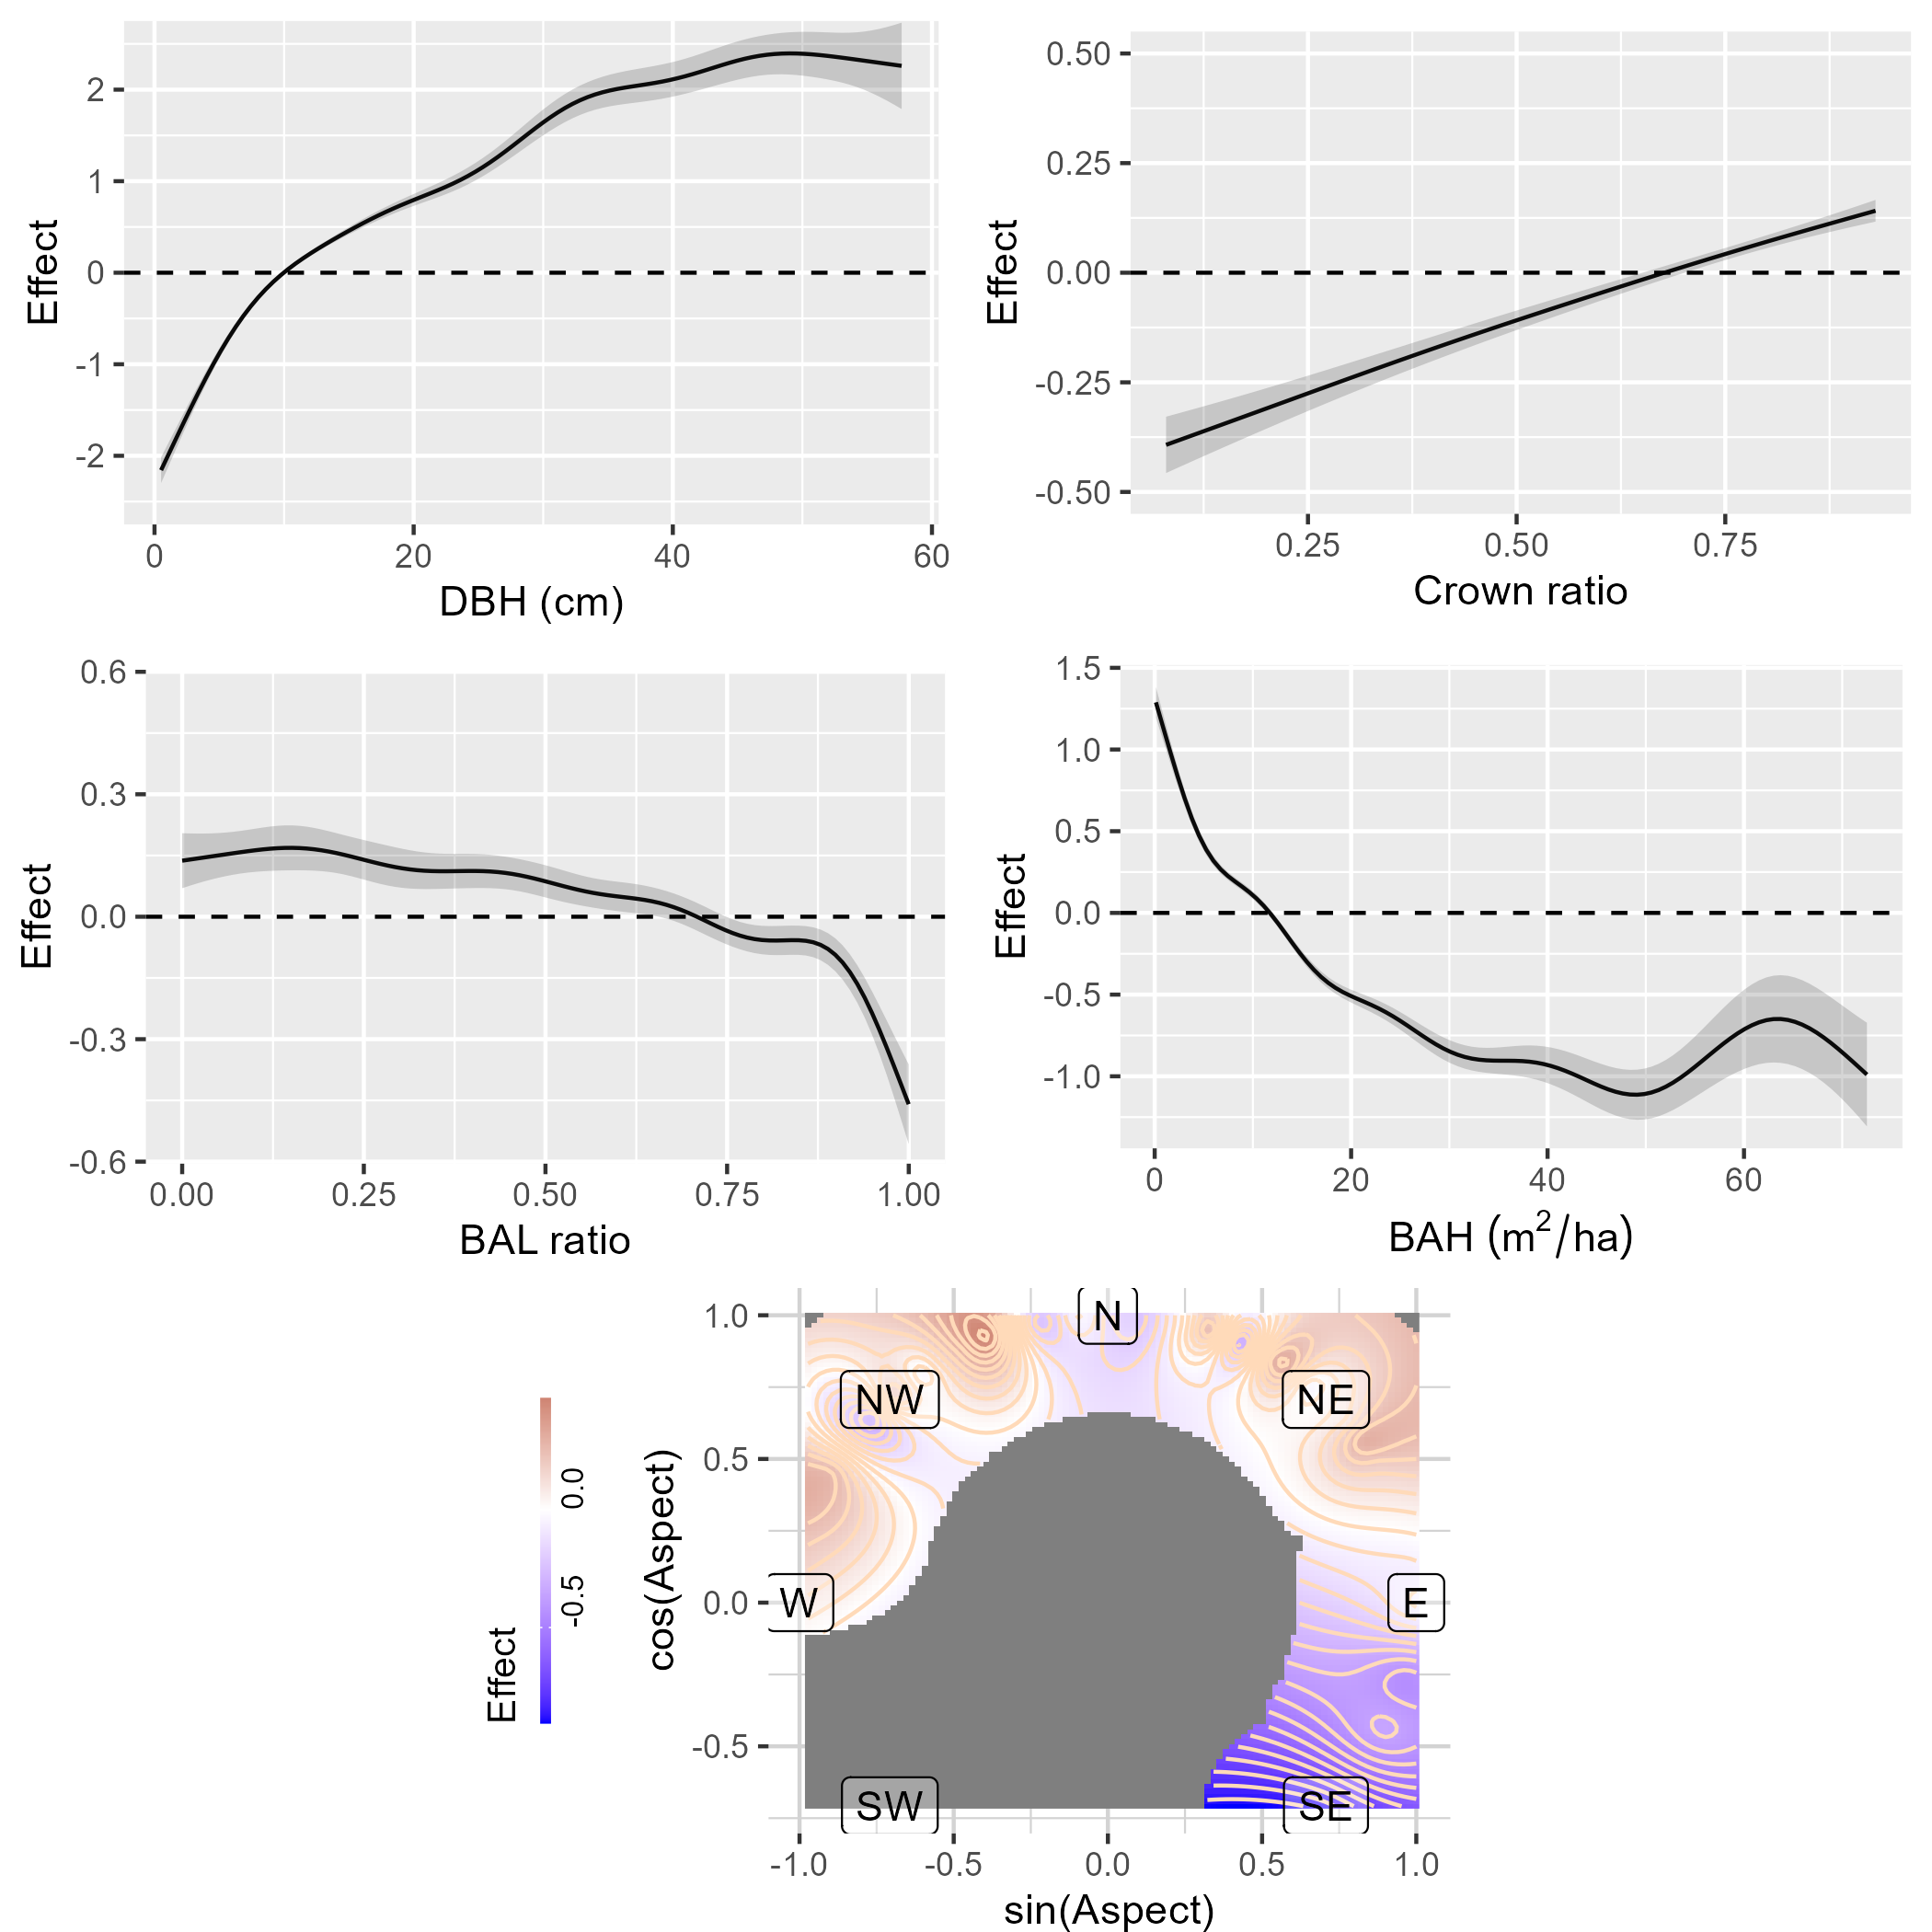 Effect
2
1
0
-1
-2
0 20 40 60
DBH (cm)
Effect
0.50
0.25
0.00
-0.25
-0.50
0.25 0.50 0.75
Crown ratio
Effect
0.6
0.3
0.0
-0.3
-0.6
0.00 0.25 0.50 0.75 1.00
BAL ratio
Effect
1.5
1.0
0.5
0.0
-0.5
-1.0
0 20 40 60
BAH (m²/ha)
Effect
-0.5 0.0
cos(Aspect)
1.0
0.5
0.0
-0.5
N
NW NE
W E
SW SE
-1.0 -0.5 0.0 0.5 1.0
sin(Aspect)